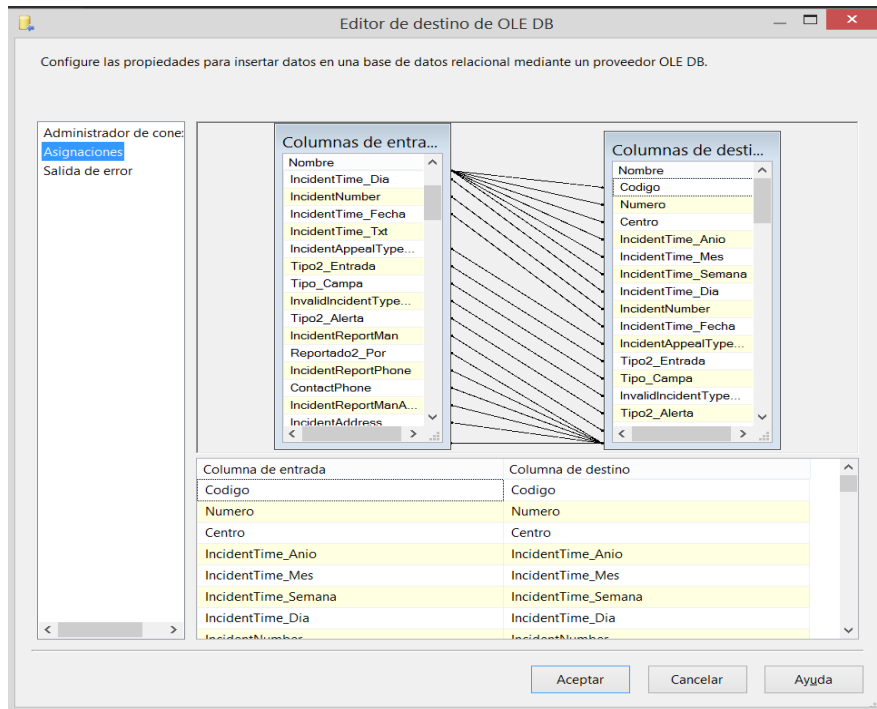 Editor de destino de OLE DB
Configure las propiedades para insertar datos en una base de datos relacional mediante un proveedor OLE DB.
Administrador de cone:
Asignaciones
Salida de error
Columnas de entra...
Nombre
IncidentTime_Dia
IncidentNumber
IncidentTime_Fecha
IncidentTime_Txt
IncidentAppealType...
Tipo2_Entrada
Tipo_Campa
InvalidIncidentType...
Tipo2_Alerta
IncidentReportMan
Reportado2_Por
IncidentReportPhone
ContactPhone
IncidentReportManA...
IncidentAddress
Columnas de desti...
Nombre
Codigo
Numero
Centro
IncidentTime_Anio
IncidentTime_Mes
IncidentTime_Semana
IncidentTime_Dia
IncidentNumber
IncidentTime_Fecha
IncidentAppealType...
Tipo2_Entrada
Tipo_Campa
InvalidIncidentType...
Tipo2_Alerta
Columna de entrada Columna de destino
Codigo Codigo
Numero Numero
Centro Centro
IncidentTime_Anio IncidentTime_Anio
IncidentTime_Mes IncidentTime_Mes
IncidentTime_Semana IncidentTime_Semana
IncidentTime_Dia IncidentTime_Dia
IncidentNumber IncidentNumber
Aceptar Cancelar Ayuda